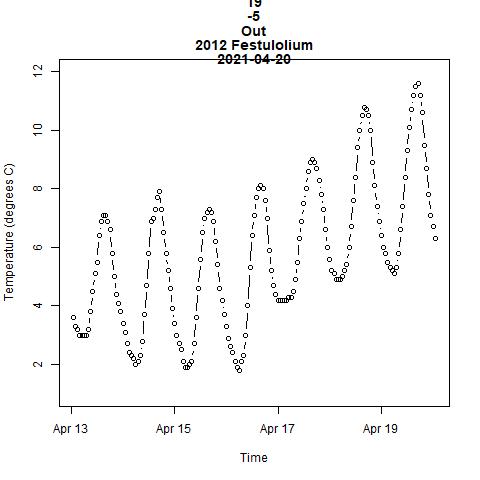 19
-5
Out
2012 Festulolium
2021-04-20
Temperature (degrees C)
12
10
8
6
4
2
Apr 13
Apr 15
Apr 17
Apr 19
Time